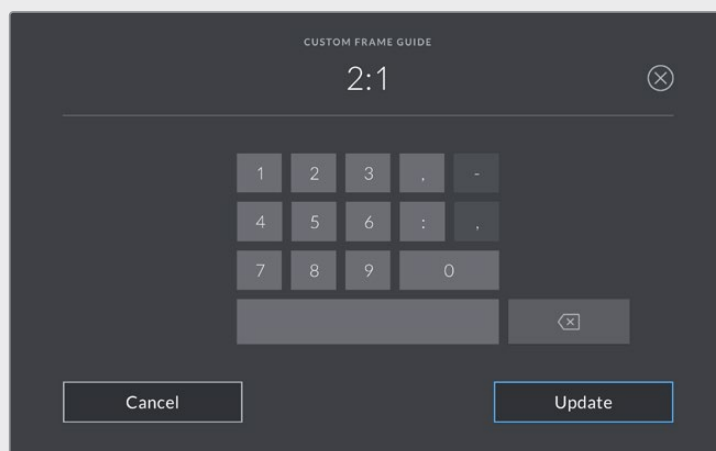 CUSTOM FRAME GUIDE
2:1
1 2 3 , -
4 5 6 : ,
7 8 9 0
Cancel Update